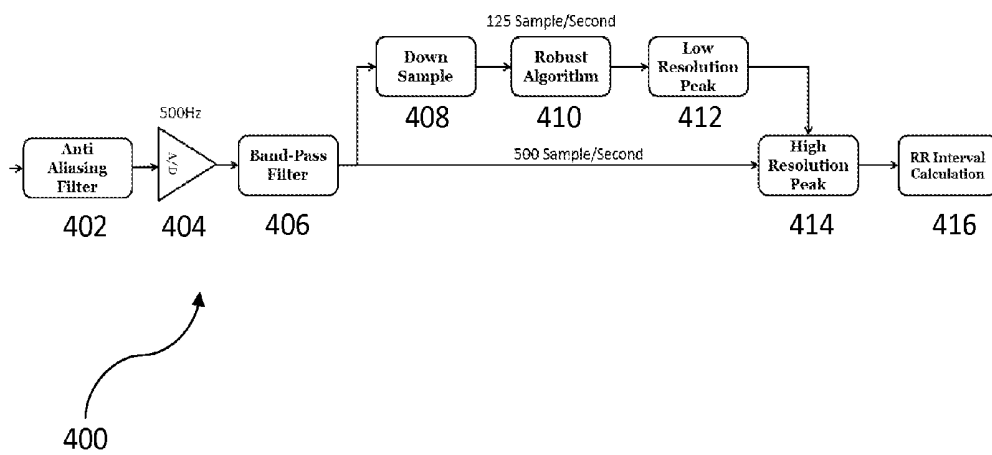 125 Sample/Second
Down
Sample
408
Robust
Algorithm
410
Low
Resolution
Peak
412
500Hz
Anti
Aliasing
Filter
402
A/D
404
Band-Pass
Filter
406
500 Sample/Second
High
Resolution
Peak
414
RR Interval
Calculation
416
400